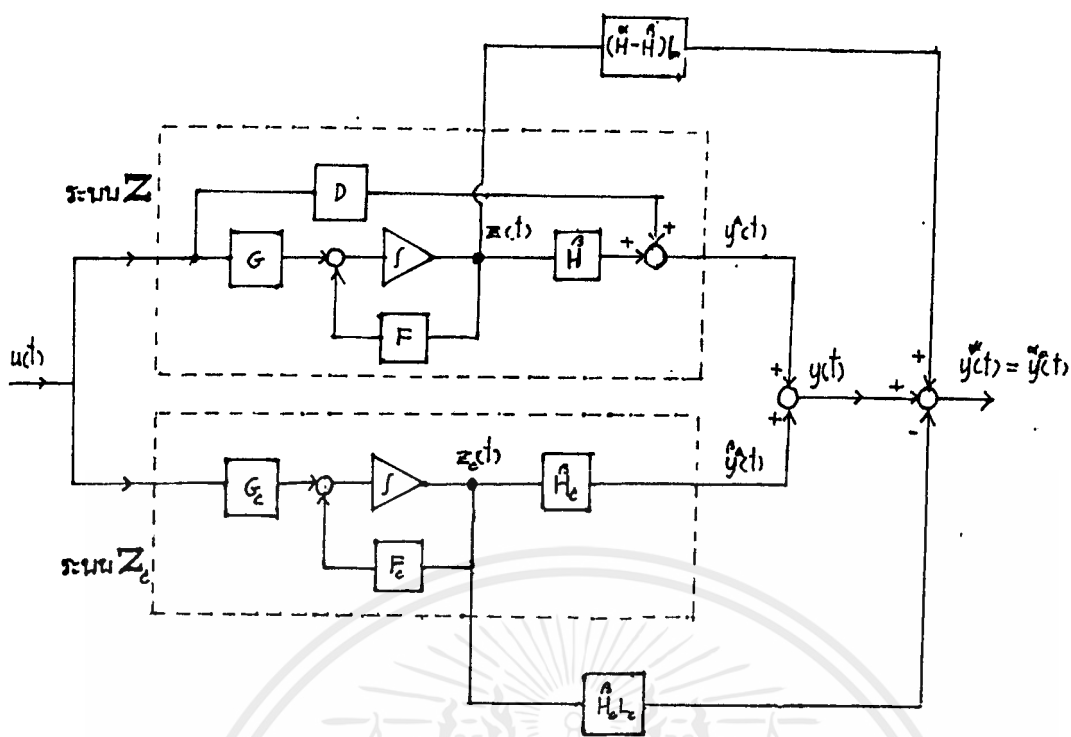 (H̽-Ĥ)L
ระบบ Z
D
z(t)
y^(t)
G
∫
Ĥ
F
u(t)
y(t)
y*(t) = ỹ(t)
z_c(t)
ŷ(t)
G_c
∫
Ĥ_c
F_c
ระบบ Z_c
Ĥ_cL_c